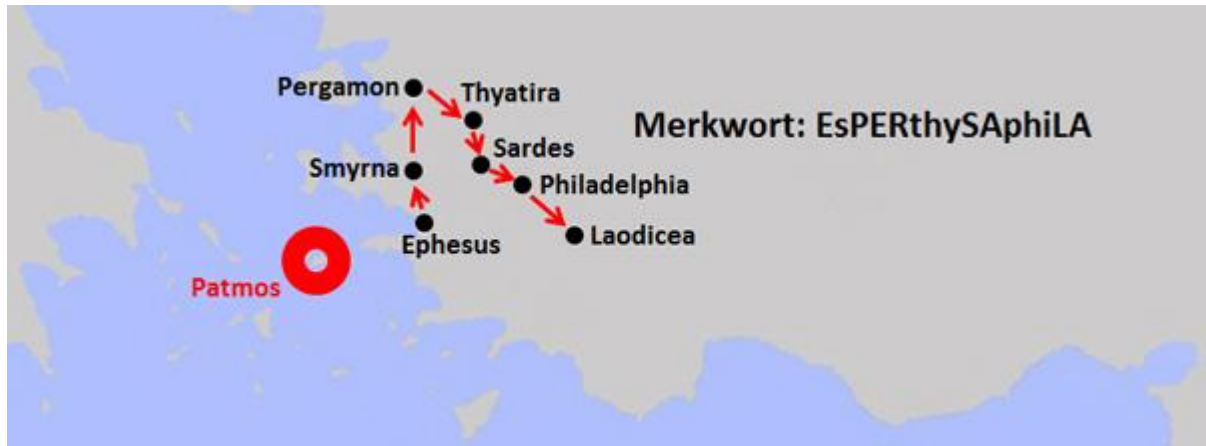 Pergamon
Thyatira
Merkwort: EsPERthySAphiLA
Sardes
Smyrna
Philadelphia
Laodicea
Ephesus
Patmos